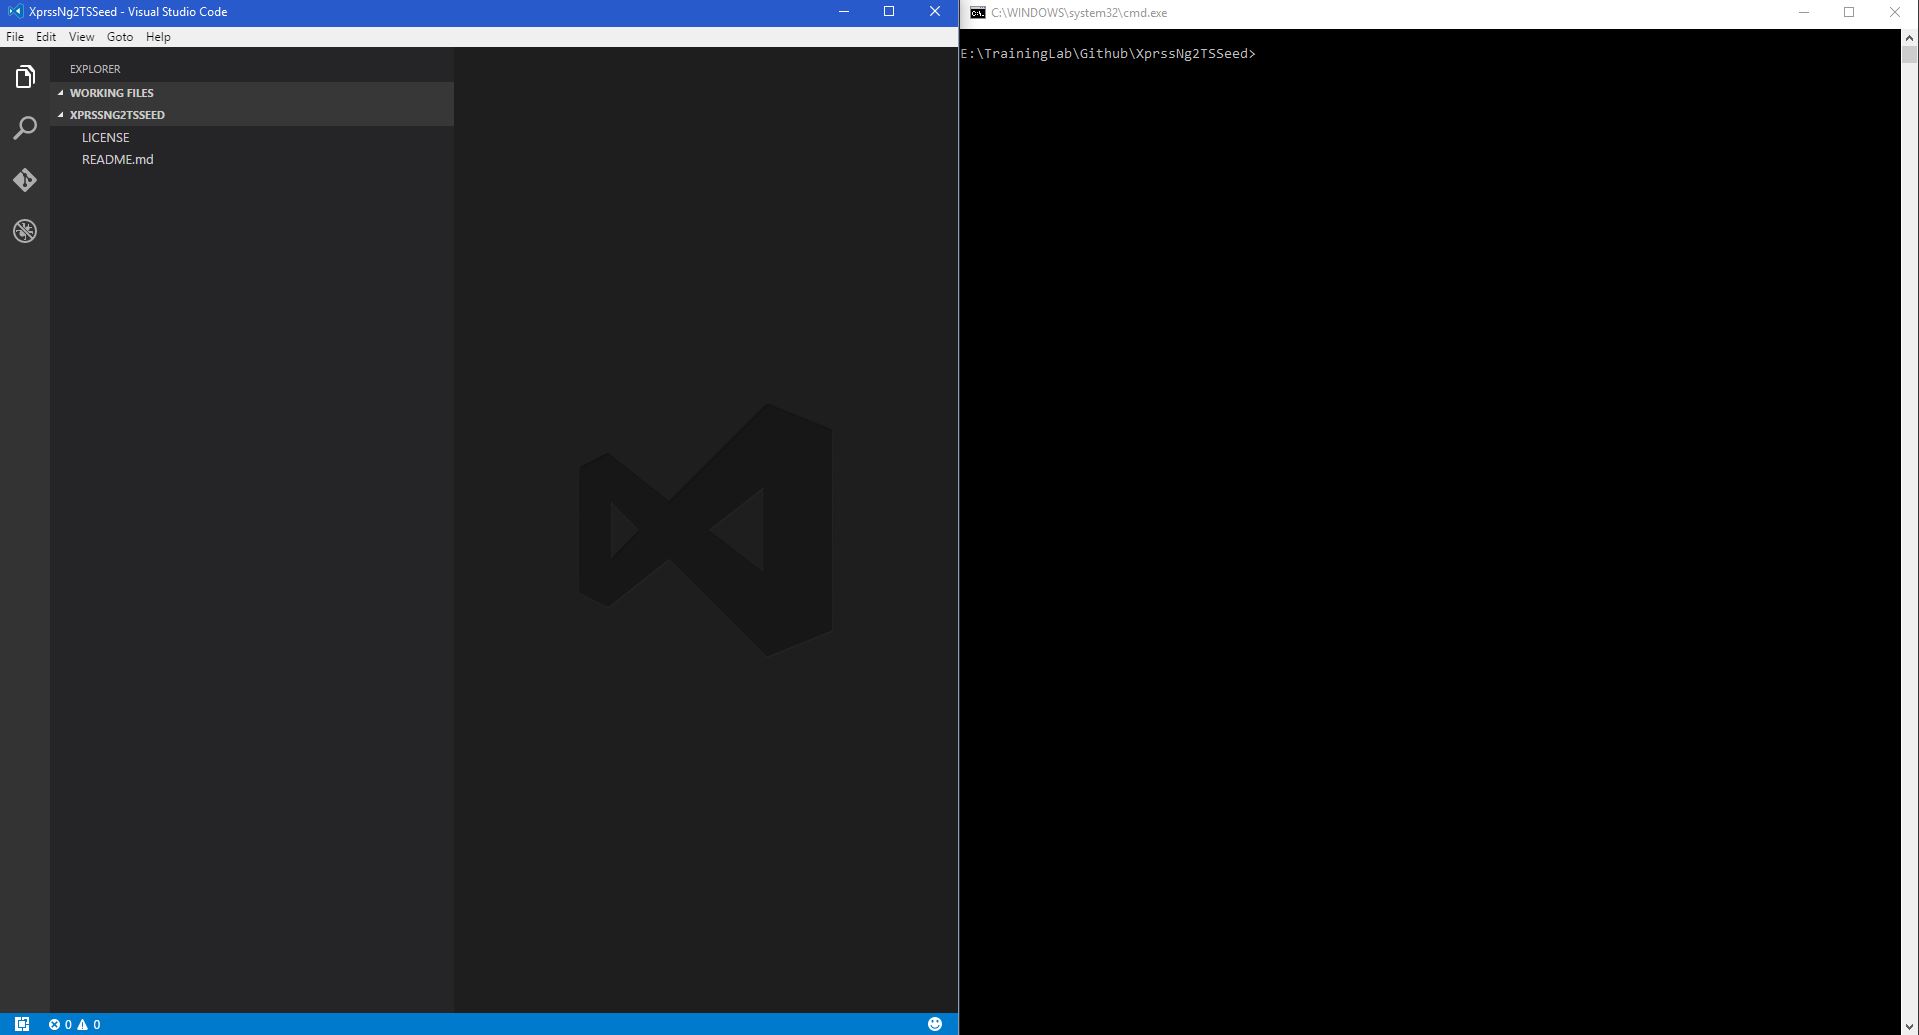 XprssNg2TSSeed - Visual Studio Code
File Edit View Goto Help
EXPLORER
WORKING FILES
XPRSSNG2TSSEED
LICENSE
README.md
0 0
C:\WINDOWS\system32\cmd.exe
E:\TrainingLab\Github\XprssNg2TSSeed>